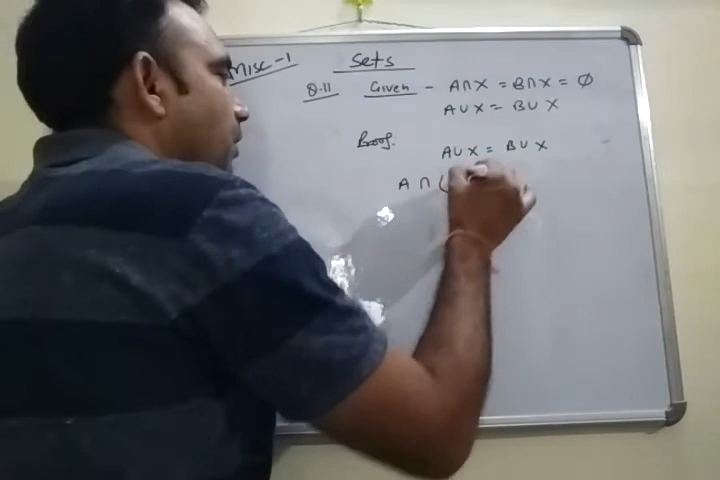 Misc-1
Sets
Q.11 Given - A∩X = B∩X = ∅
A∪X = B∪X
Proof:
A∪X = B∪X
A ∩ (